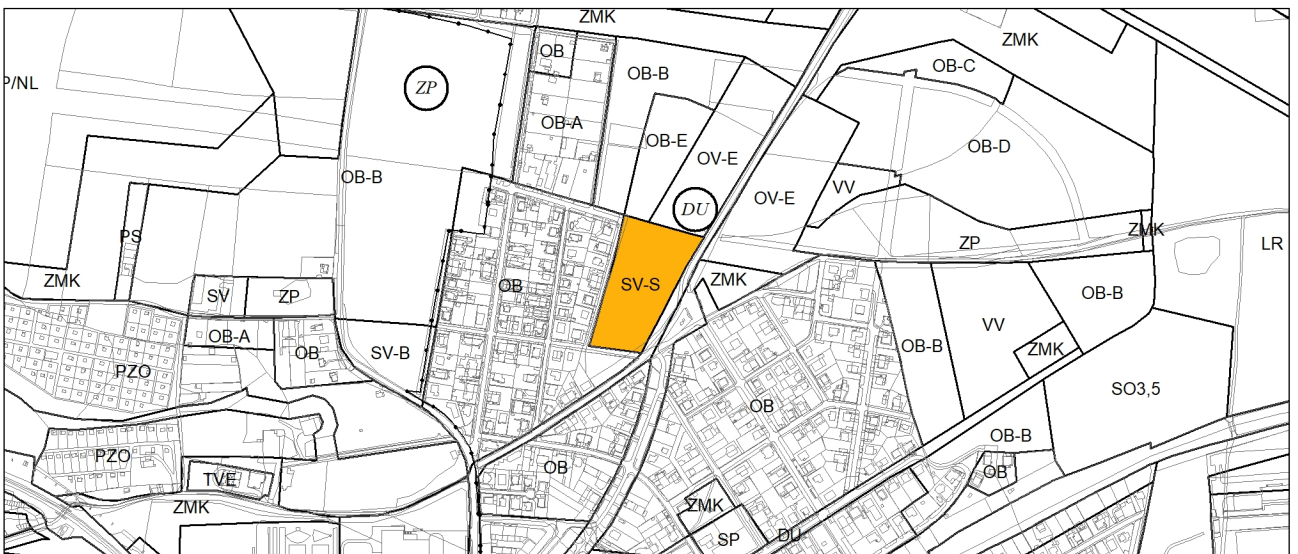 ZMK
OB
OB-B
ZMK
OB-C
P/NL
ZP
OB-A
OB-E
OB-D
OV-E
OB-B
VV
OV-E
DU
PS
ZMK
ZP
LR
ZMK
SV
ZP
OB
SV-S
ZMK
OB-B
OB-A
OB
SV-B
VV
OB-B
ZMK
PZO
SO3,5
OB
OB-B
PZO
TVE
OB
OB
ZMK
ZMK
SP
DU